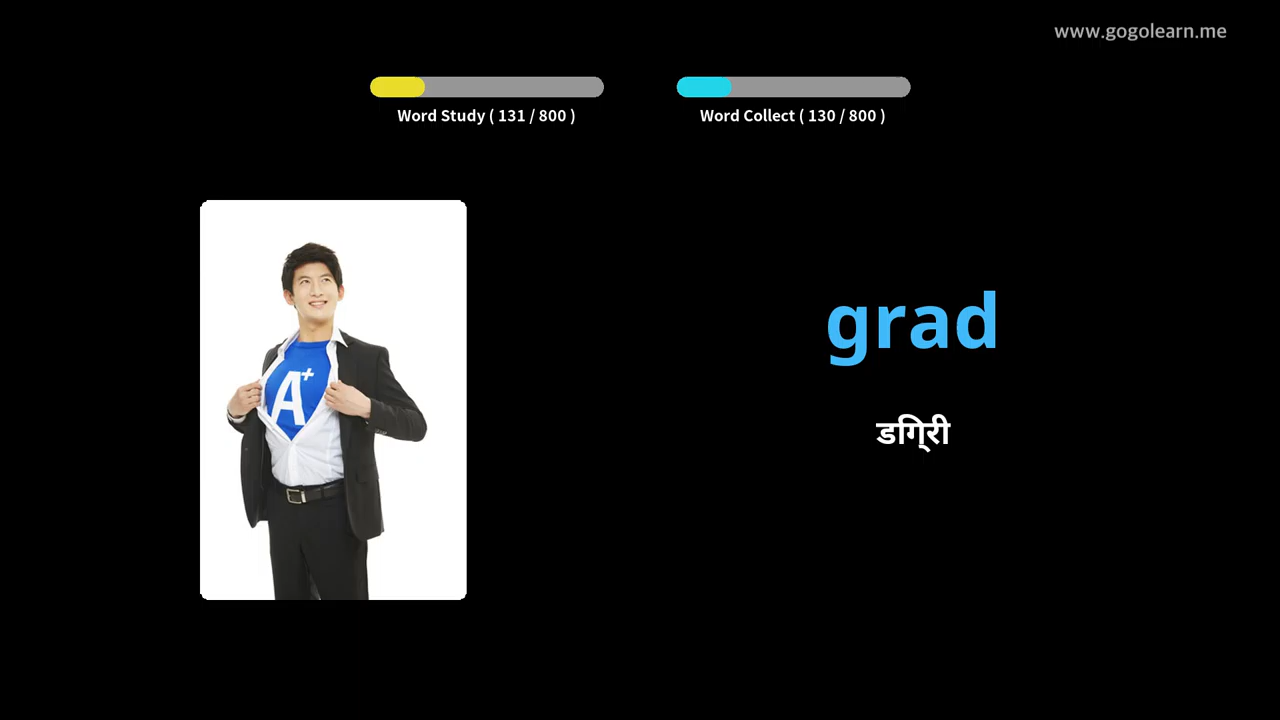 www.gogolearn.me
Word Study ( 131 / 800 )
Word Collect ( 130 / 800 )
A+
grad
डिग्री